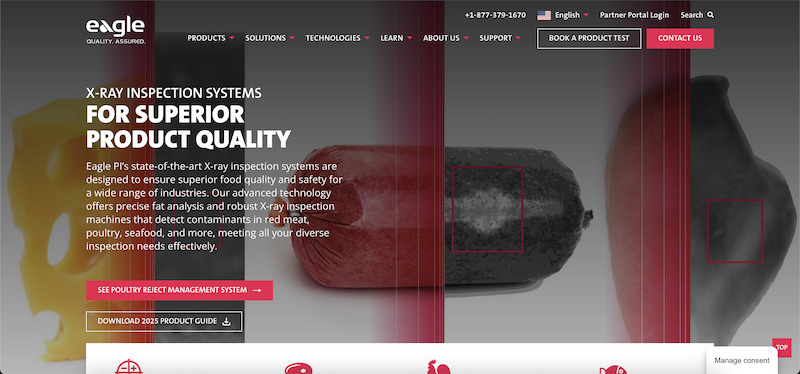 +1-877-379-1670 English Partner Portal Login Search
eagle
QUALITY. ASSURED.
PRODUCTS SOLUTIONS TECHNOLOGIES LEARN ABOUT US SUPPORT BOOK A PRODUCT TEST CONTACT US
X-RAY INSPECTION SYSTEMS
FOR SUPERIOR
PRODUCT QUALITY
Eagle PI's state-of-the-art X-ray inspection systems are
designed to ensure superior food quality and safety for
a wide range of industries. Our advanced technology
offers precise fat analysis and robust X-ray inspection
machines that detect contaminants in red meat,
poultry, seafood, and more, meeting all your diverse
inspection needs effectively.
SEE POULTRY REJECT MANAGEMENT SYSTEM
DOWNLOAD 2025 PRODUCT GUIDE
TOP
Manage consent